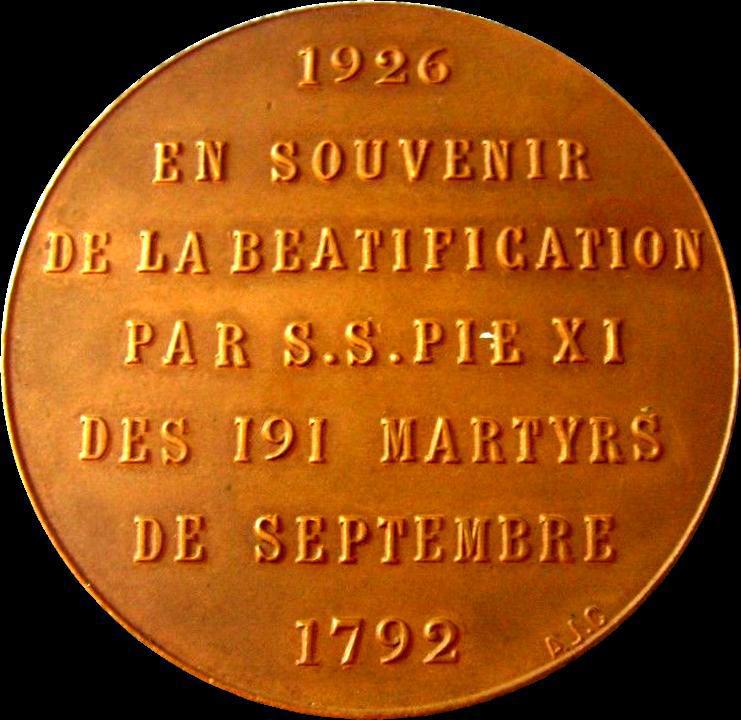 1926
EN SOUVENIR
DE LA BEATIFICATION
PAR S.S. PIE XI
DES 191 MARTYRS
DE SEPTEMBRE
1792
A.J.C